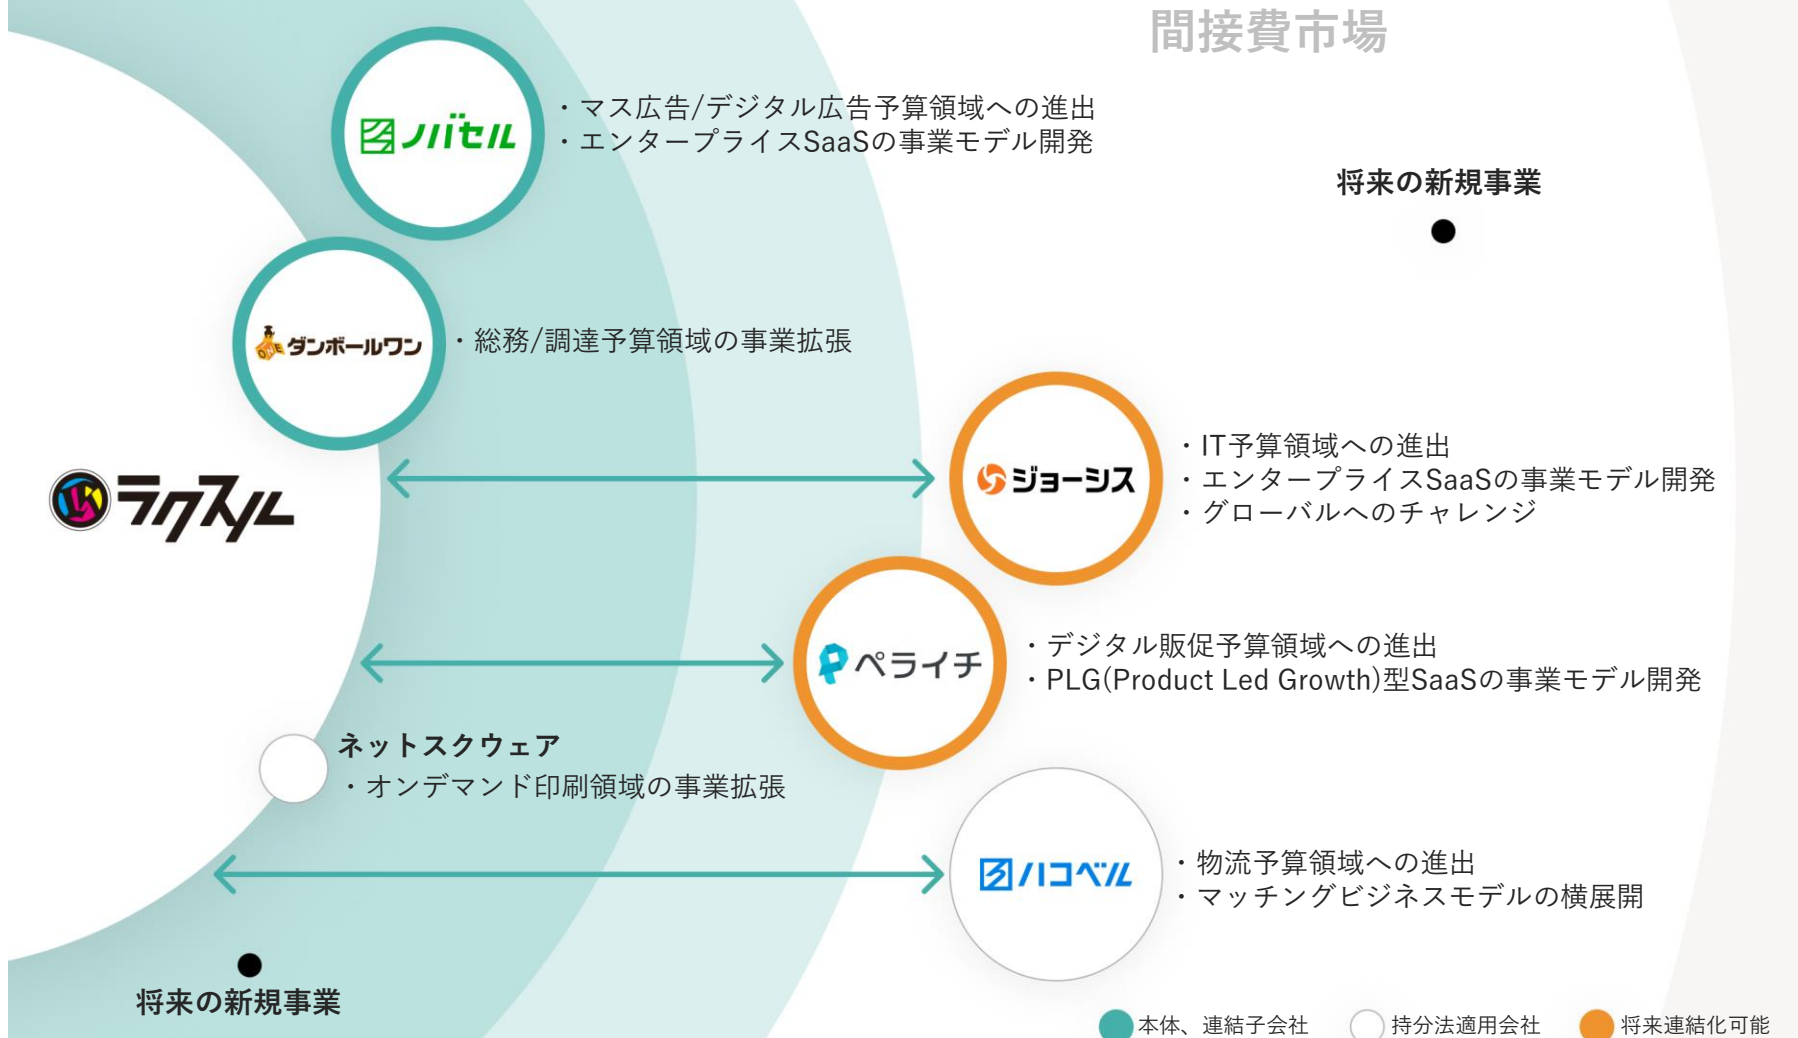 間接費市場
ノバセル
・マス広告/デジタル広告予算領域への進出
・エンタープライスSaaSの事業モデル開発
将来の新規事業
ONE ダンボールワン
・総務/調達予算領域の事業拡張
ラクスル
ジョーシス
・IT予算領域への進出
・エンタープライスSaaSの事業モデル開発
・グローバルへのチャレンジ
ペライチ
・デジタル販促予算領域への進出
・PLG(Product Led Growth)型SaaSの事業モデル開発
ネットスクウェア
・オンデマンド印刷領域の事業拡張
ハコベル
・物流予算領域への進出
・マッチングビジネスモデルの横展開
将来の新規事業
本体、連結子会社
持分法適用会社
将来連結化可能